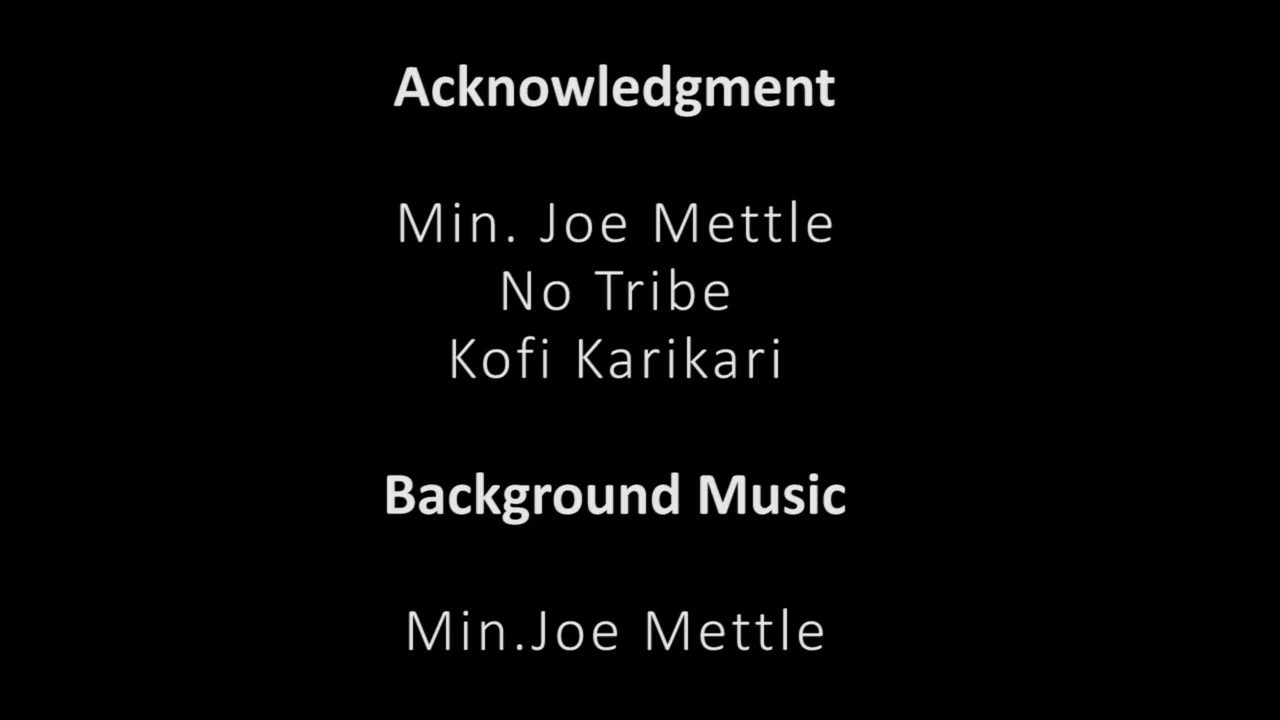 Acknowledgment
Min. Joe Mettle
No Tribe
Kofi Karikari
Background Music
Min.Joe Mettle